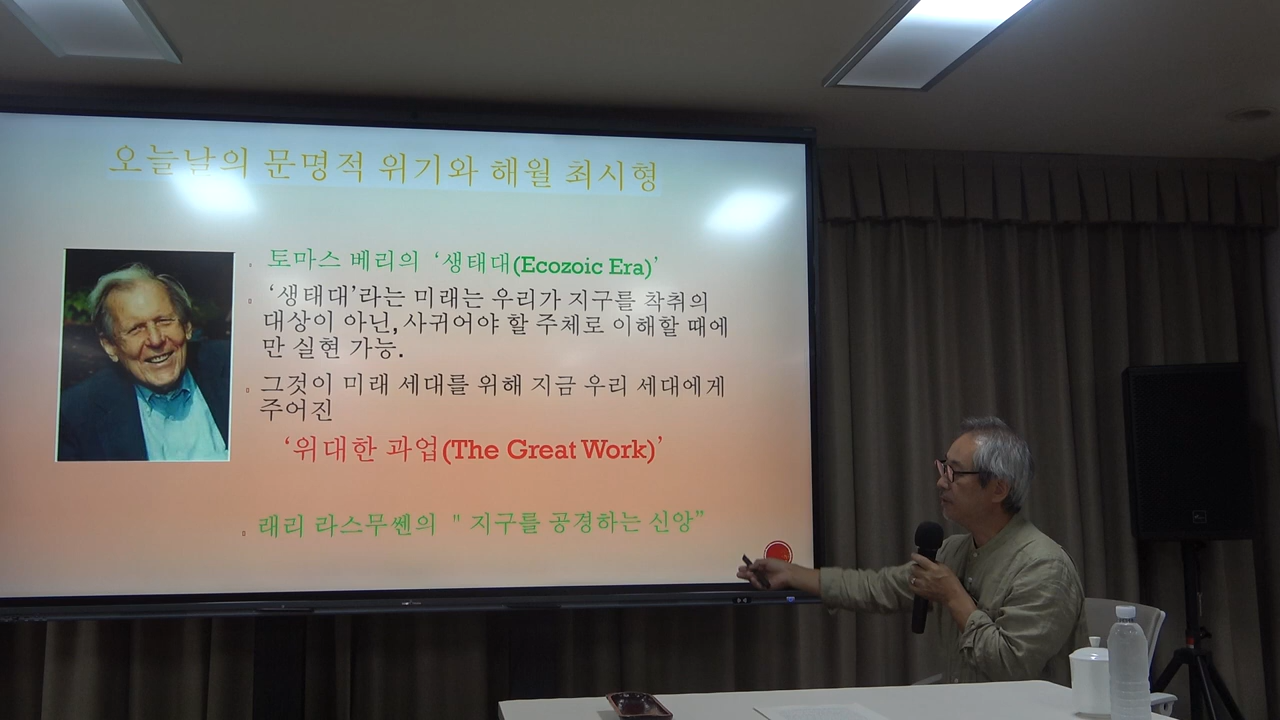 오늘날의 문명적 위기와 해월 최시형
토마스 베리의 ‘생태대(Ecozoic Era)’
‘생태대’라는 미래는 우리가 지구를 착취의
대상이 아닌, 사귀어야 할 주체로 이해할 때에
만 실현 가능.
그것이 미래 세대를 위해 지금 우리 세대에게
주어진
‘위대한 과업(The Great Work)’
래리 라스무쎈의 " 지구를 공경하는 신앙”